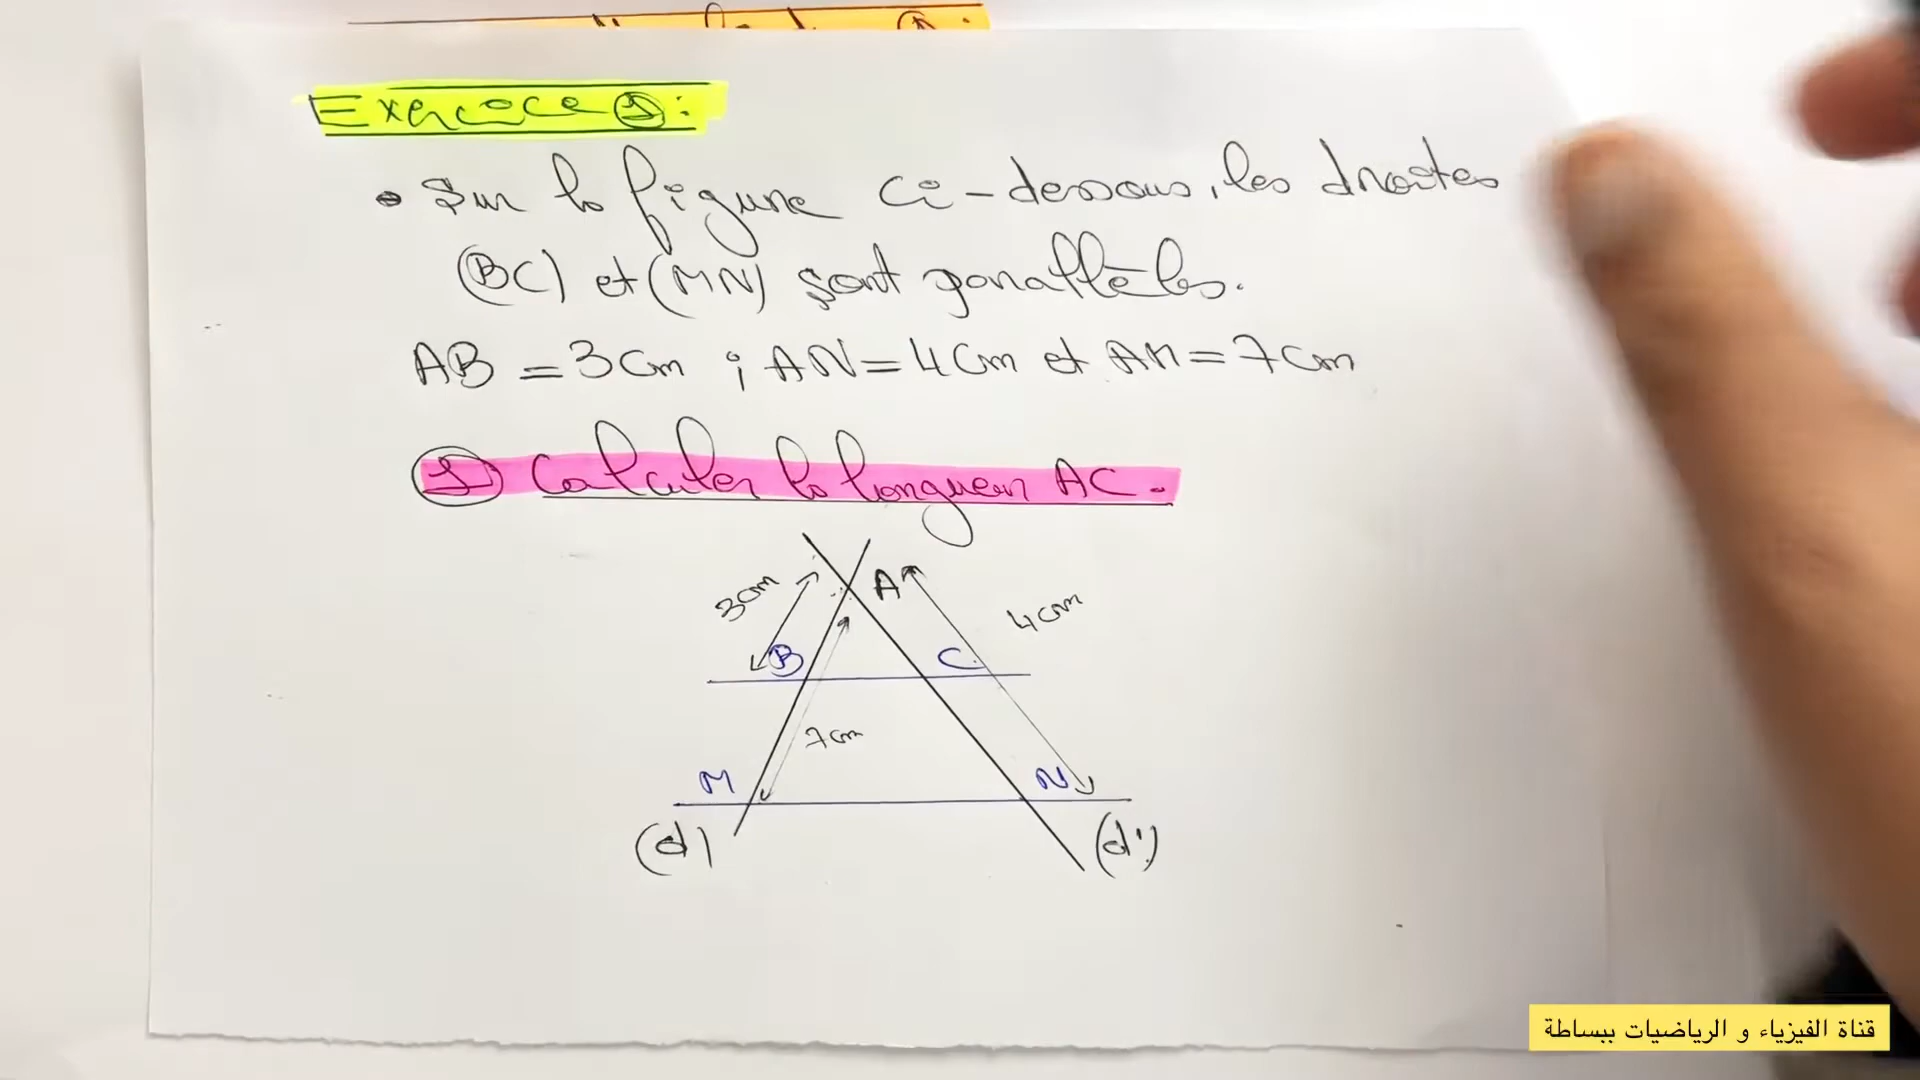 Exercice ① :
• Sur la figure ci-dessous, les droites
(BC) et (MN) sont parallèles.
AB = 3cm ; AN = 4cm et AM = 7cm
① Calculer la longueur AC.
3cm
A
4cm
B
C
7cm
M
N
(d)
(d')
قناة الفيزياء و الرياضيات ببساطة